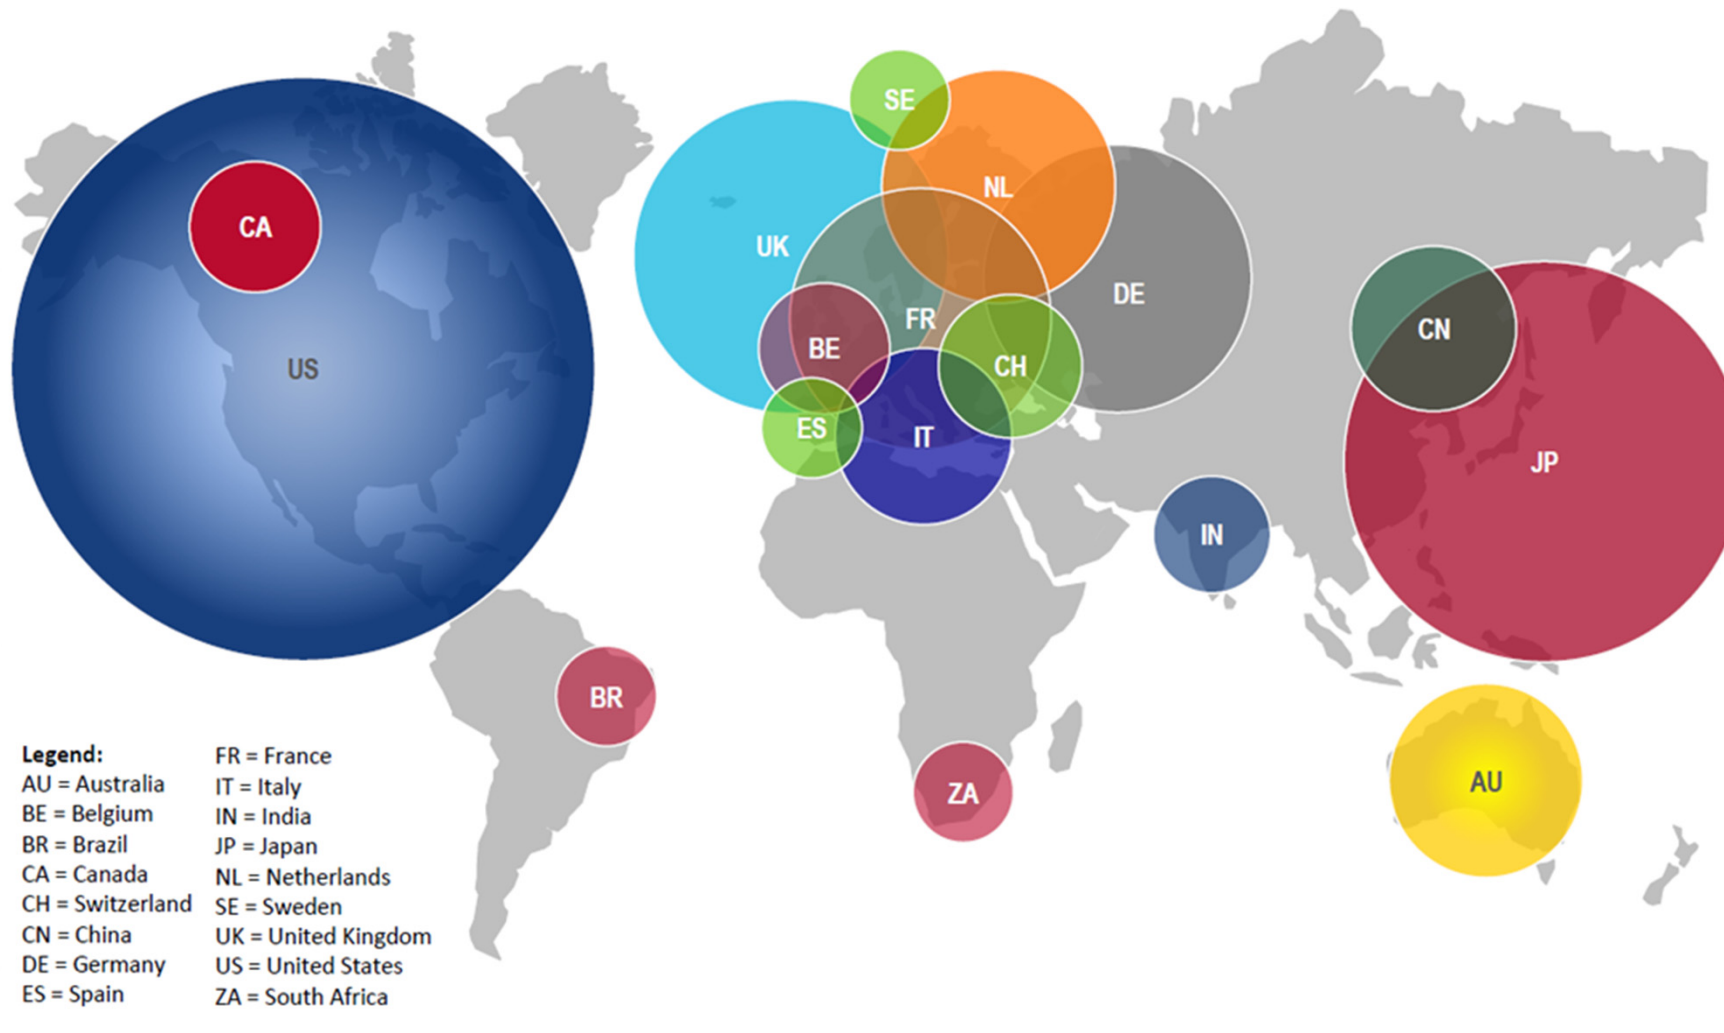 SE
NL
CA
UK
DE
FR
CN
BE
CH
US
ES
IT
JP
IN
BR
ZA
AU
Legend:
AU = Australia
BE = Belgium
BR = Brazil
CA = Canada
CH = Switzerland
CN = China
DE = Germany
ES = Spain
FR = France
IT = Italy
IN = India
JP = Japan
NL = Netherlands
SE = Sweden
UK = United Kingdom
US = United States
ZA = South Africa